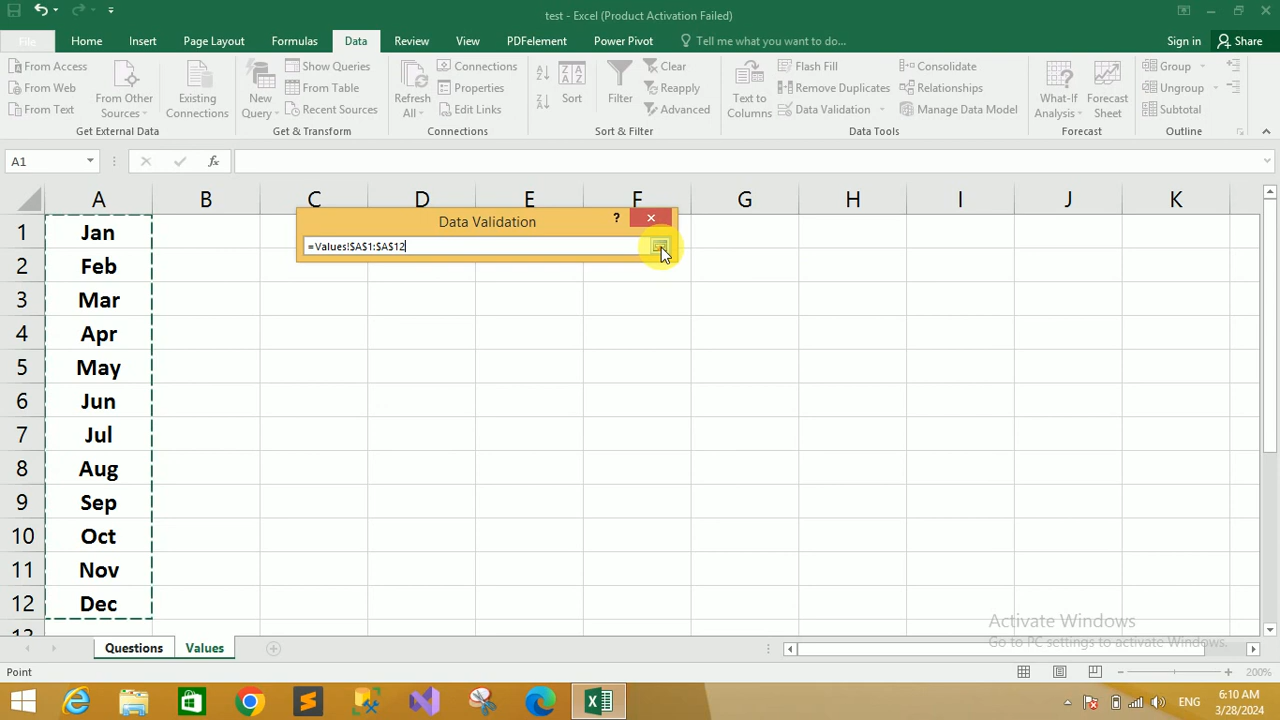 test - Excel (Product Activation Failed)
File Home Insert Page Layout Formulas Data Review View PDFelement Power Pivot Tell me what you want to do... Sign in Share
From Access
From Web
From Text
From Other Sources
Existing Connections
Get External Data
New Query
Show Queries
From Table
Recent Sources
Get & Transform
Refresh All
Connections
Properties
Edit Links
Connections
Sort
Filter
Clear
Reapply
Advanced
Sort & Filter
Text to Columns
Flash Fill
Remove Duplicates
Data Validation
Consolidate
Relationships
Manage Data Model
Data Tools
What-If Analysis
Forecast Sheet
Forecast
Group
Ungroup
Subtotal
Outline
A1 fx
A B C D E F G H I J K
Data Validation ?
=Values!$A$1:$A$12
1 Jan
2 Feb
3 Mar
4 Apr
5 May
6 Jun
7 Jul
8 Aug
9 Sep
10 Oct
11 Nov
12 Dec
13
Activate Windows
Go to PC settings to activate Windows.
Questions Values
Point 200%
ENG
6:10 AM
3/28/2024